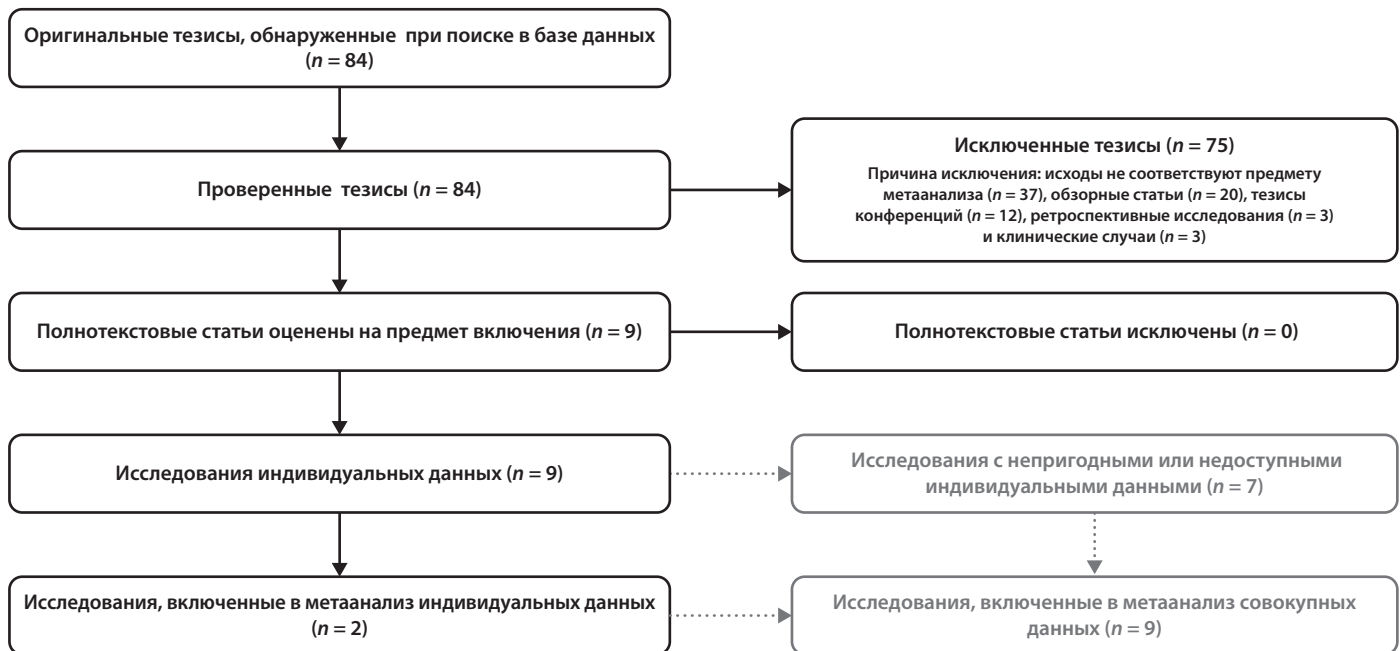 Оригинальные тезисы, обнаруженные при поиске в базе данных
(n = 84)
Проверенные тезисы (n = 84)
Исключенные тезисы (n = 75)
Причина исключения: исходы не соответствуют предмету
метаанализа (n = 37), обзорные статьи (n = 20), тезисы
конференций (n = 12), ретроспективные исследования (n = 3)
и клинические случаи (n = 3)
Полнотекстовые статьи оценены на предмет включения (n = 9)
Полнотекстовые статьи исключены (n = 0)
Исследования индивидуальных данных (n = 9)
Исследования с непригодными или недоступными
индивидуальными данными (n = 7)
Исследования, включенные в метаанализ индивидуальных данных
(n = 2)
Исследования, включенные в метаанализ совокупных
данных (n = 9)